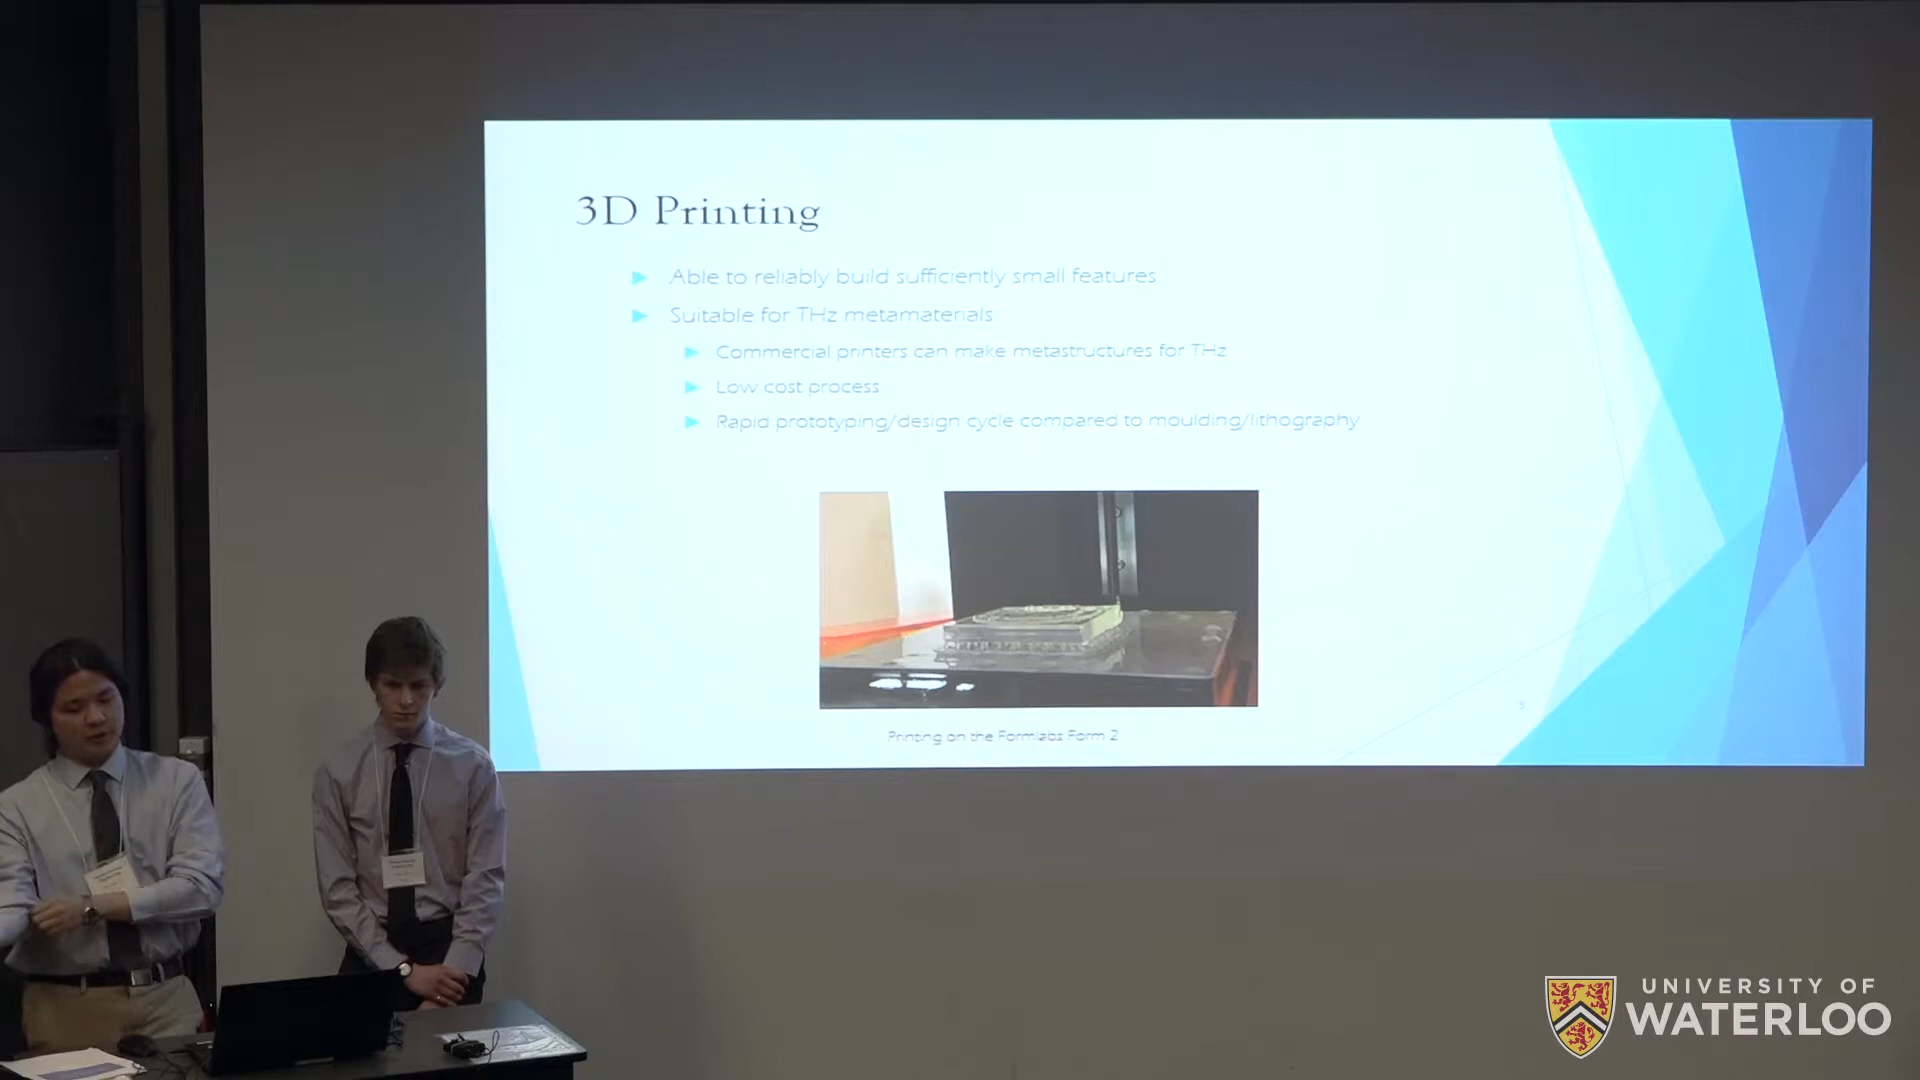 3D Printing
Able to reliably build sufficiently small features
Suitable for THz metamaterials
Commercial printers can make metastructures for THz
Low cost process
Rapid prototyping/design cycle compared to moulding/lithography
Printing on the Formlabs Form 2
UNIVERSITY OF
WATERLOO